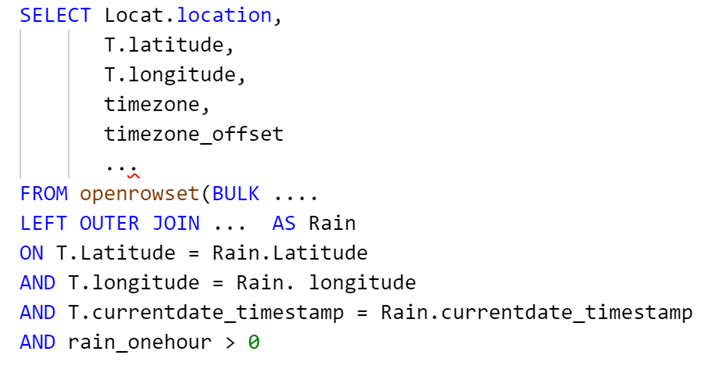 SELECT Locat.location,
T.latitude,
T.longitude,
timezone,
timezone_offset
...
FROM openrowset(BULK ....
LEFT OUTER JOIN ...  AS Rain
ON T.Latitude = Rain.Latitude
AND T.longitude = Rain. longitude
AND T.currentdate_timestamp = Rain.currentdate_timestamp
AND rain_onehour > 0